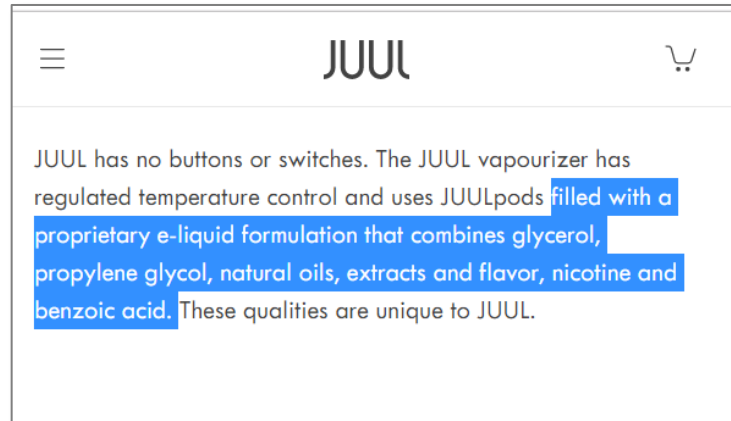 JUUL
JUUL has no buttons or switches. The JUUL vapourizer has
regulated temperature control and uses JUULpods filled with a
proprietary e-liquid formulation that combines glycerol,
propylene glycol, natural oils, extracts and flavor, nicotine and
benzoic acid. These qualities are unique to JUUL.